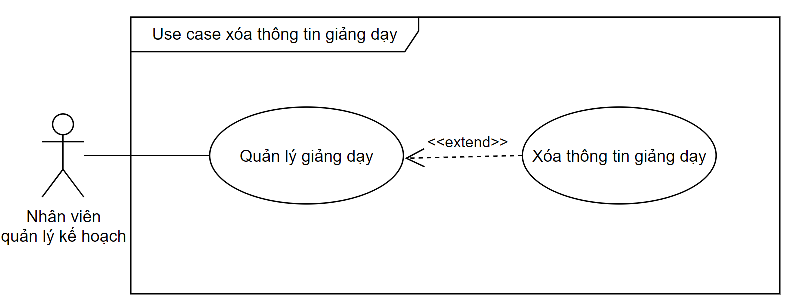 Use case xóa thông tin giảng dạy
<<extend>>
Quản lý giảng dạy
Xóa thông tin giảng dạy
Nhân viên
quản lý kế hoạch